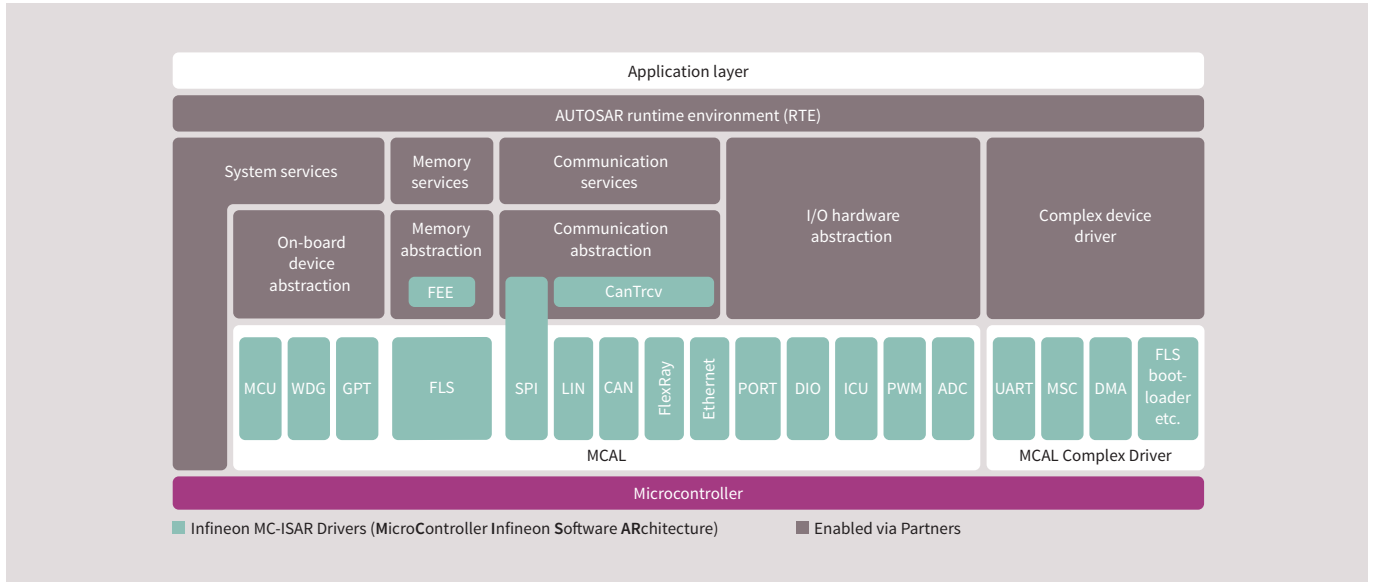 Application layer
AUTOSAR runtime environment (RTE)
System services
Memory
services
Communication
services
I/O hardware
abstraction
Complex device
driver
On-board
device
abstraction
Memory
abstraction
FEE
Communication
abstraction
CanTrcv
MCU
WDG
GPT
FLS
SPI
LIN
CAN
FlexRay
Ethernet
PORT
DIO
ICU
PWM
ADC
UART
MSC
DMA
FLS
boot-
loader
etc.
MCAL
MCAL Complex Driver
Microcontroller
Infineon MC-ISAR Drivers (MicroController Infineon Software ARchitecture)
Enabled via Partners